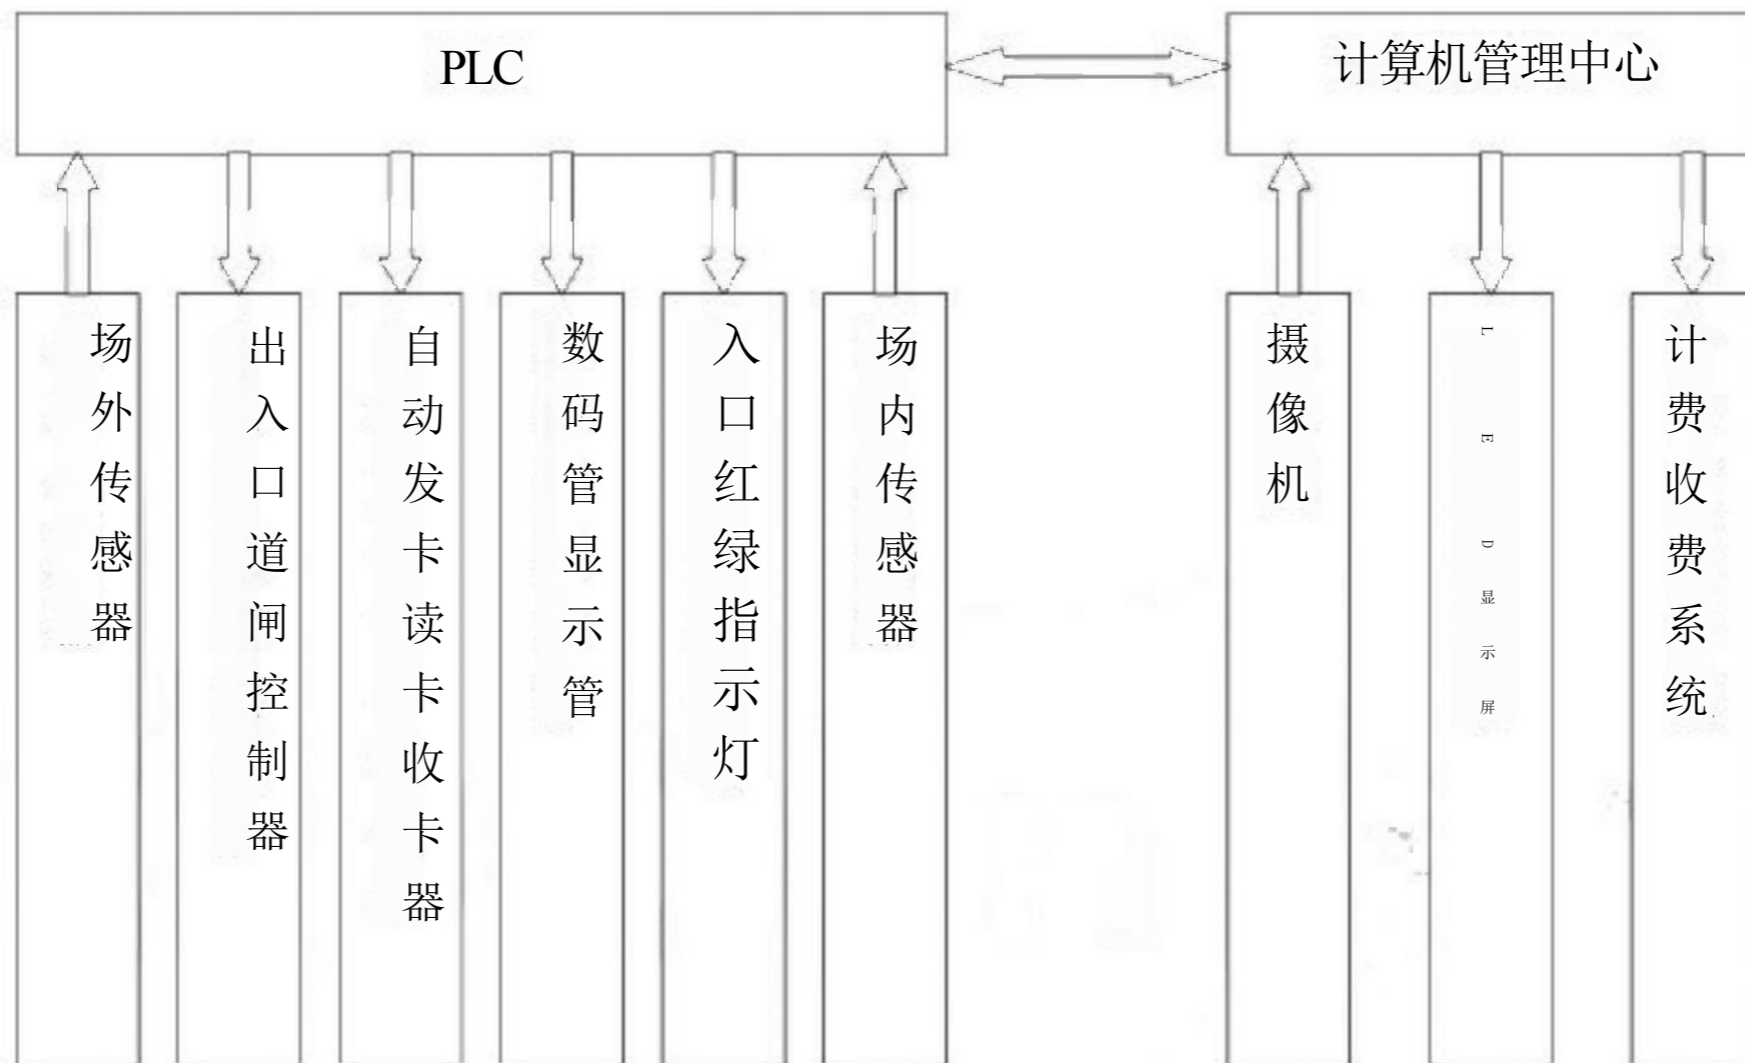 PLC
计算机管理中心
场外传感器
出入口道闸控制器
自动发卡读卡收卡器
数码管显示管
入口红绿指示灯
场内传感器
摄像机
LED显示屏
计费收费系统